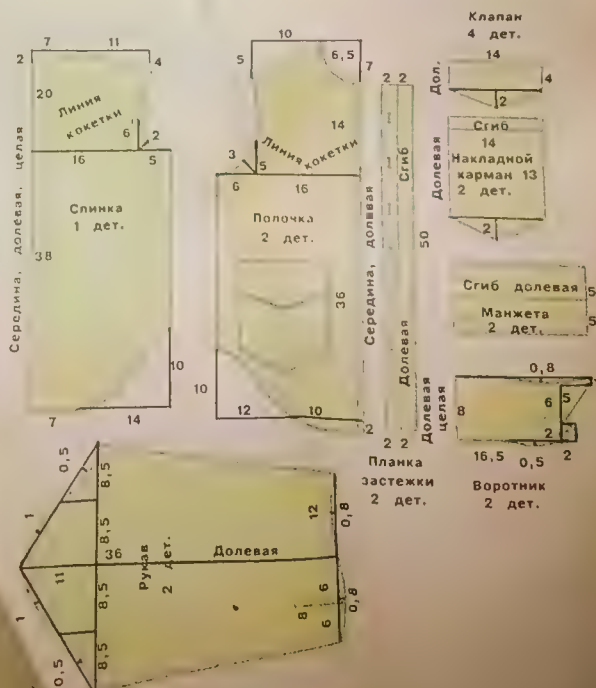 7 11
2 4
20
Линия
кокетки
6 2
16 5
Середина, долевая, целая
Спинка
1 дет.
38
10
7 14
10
5 6,5
7
14
Линия
кокетки
3 5
6 16
Полочка
2 дет.
36
10
12 10
2
Середина, долевая
2 2
Сгиб
50
Долевая
Долевая
целая
2 2
Планка
застежки
2 дет.
Клапан
4 дет.
14
Дол.
4
2
Сгиб
14
Долевая
Накладной
карман 13
2 дет.
2
Сгиб долевая 5
Манжета 5
2 дет.
0,8
8 6 5
2
16,5 0,5 2
Воротник
2 дет.
0,5
1
8,5
8,5
36
11
Рукав
2 дет.
Долевая
12
0,8
8,5
8,5
1
0,5
8
6
6
0,8